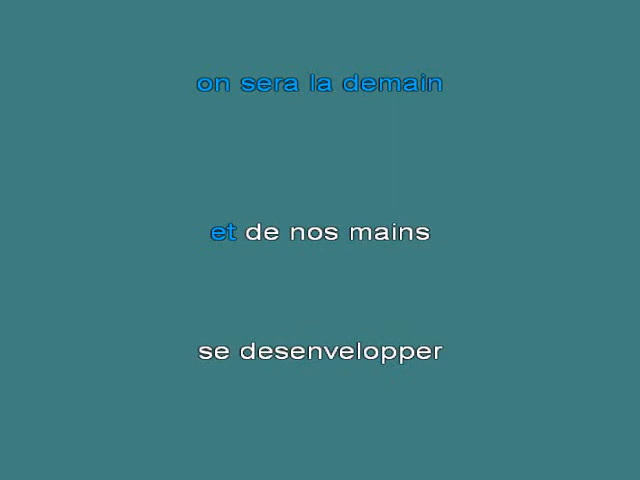 on sera la demain
et de nos mains
se desenvelopper